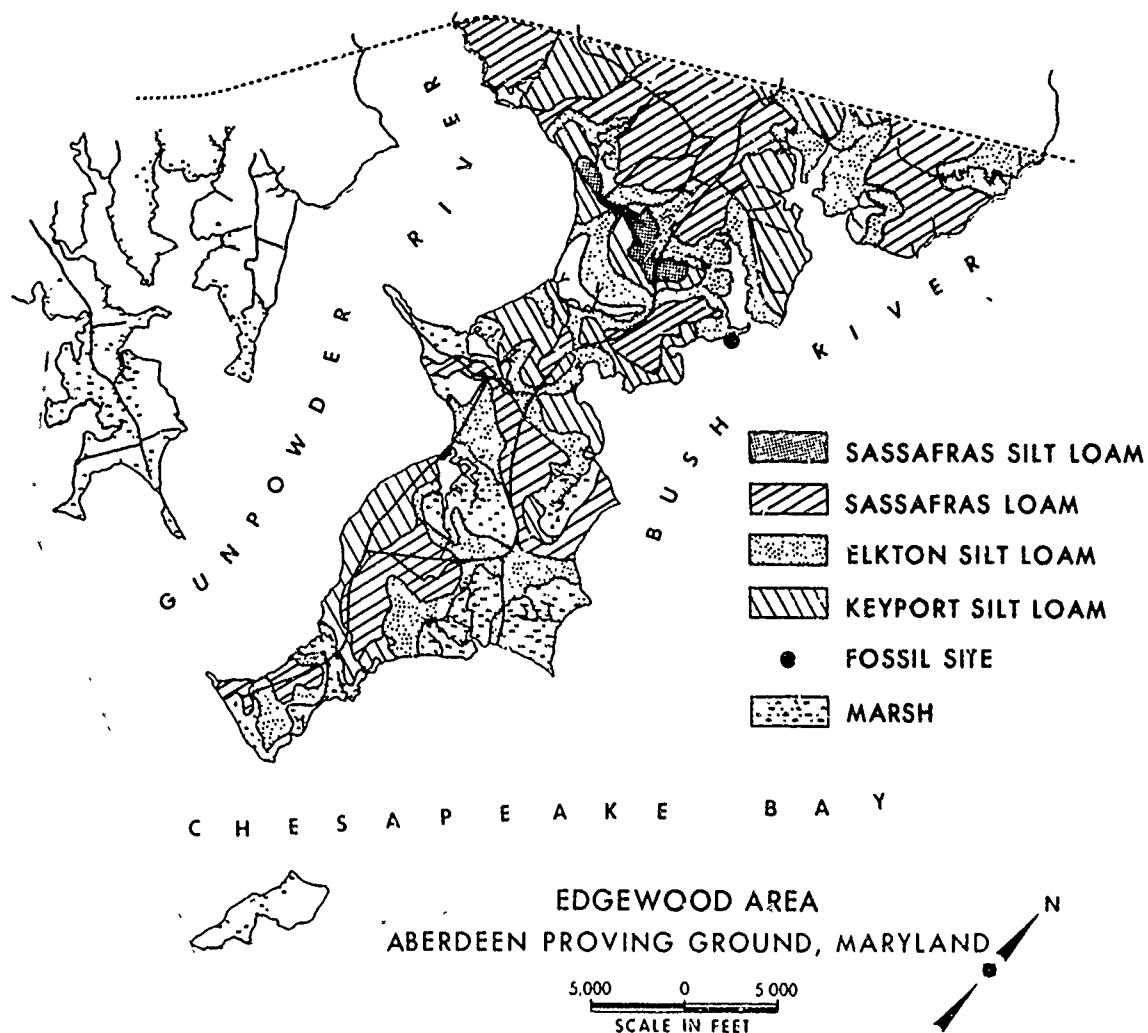 GUNPOWDER RIVER
BUSH RIVER
SASSAFRAS SILT LOAM
SASSAFRAS LOAM
ELKTON SILT LOAM
KEYPORT SILT LOAM
FOSSIL SITE
MARSH
CHESAPEAKE BAY
EDGEWOOD AREA
ABERDEEN PROVING GROUND, MARYLAND
N
5,000 0 5 000
SCALE IN FEET